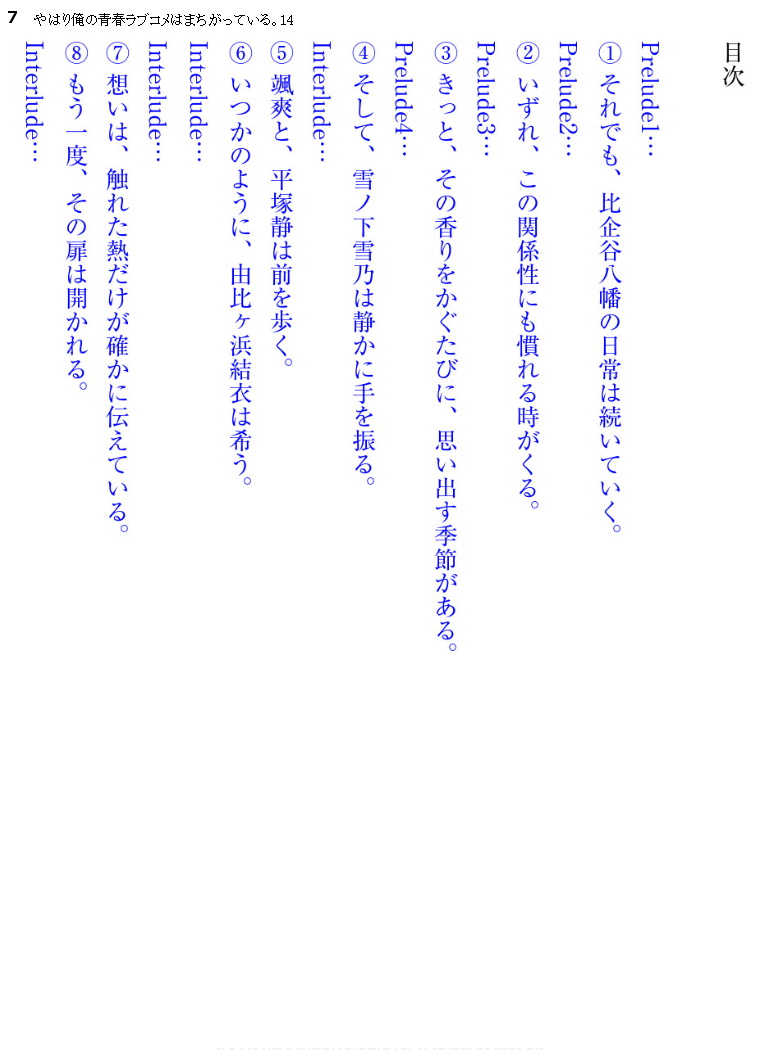 7 やはり俺の青春ラブコメはまちがっている。14
目次
Prelude1…
① それでも、比企谷八幡の日常は続いていく。
Prelude2…
② いずれ、この関係性にも慣れる時がくる。
Prelude3…
③ きっと、その香りをかぐたびに、思い出す季節がある。
Prelude4…
④ そして、雪ノ下雪乃は静かに手を振る。
Interlude…
⑤ 颯爽と、平塚静は前を歩く。
⑥ いつかのように、由比ヶ浜結衣は希う。
Interlude…
Interlude…
⑦ 想いは、触れた熱だけが確かに伝えている。
⑧ もう一度、その扉は開かれる。
Interlude…